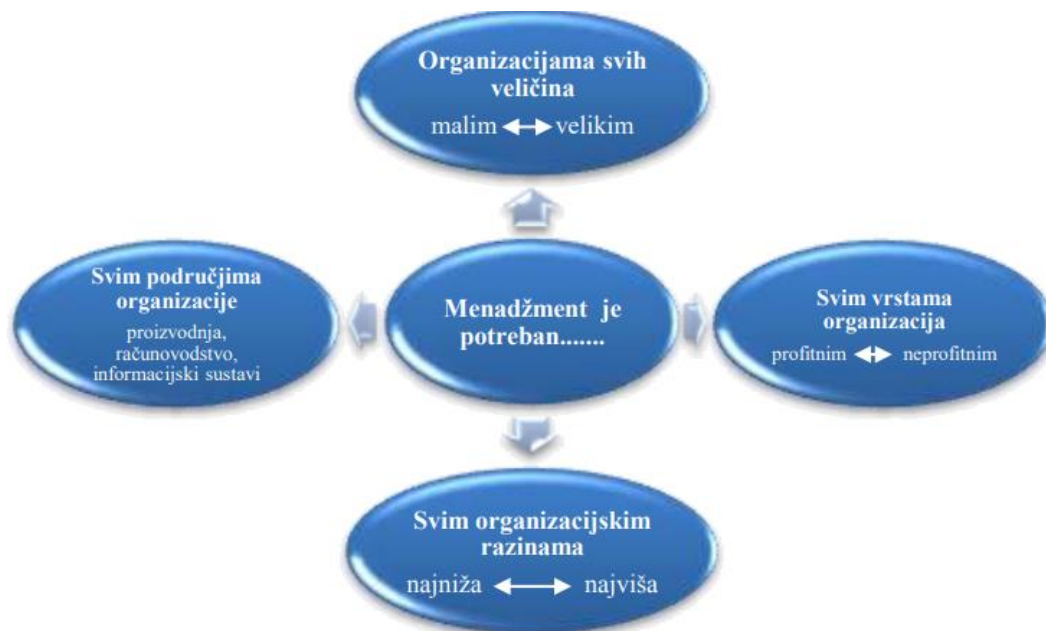 Organizacijama svih
veličina
malim velikim
Svim područjima
organizacije
proizvodnja,
računovodstvo,
informacijski sustavi
Menadžment je
potreban.......
Svim vrstama
organizacija
profitnim neprofitnim
Svim organizacijskim
razinama
najniža najviša